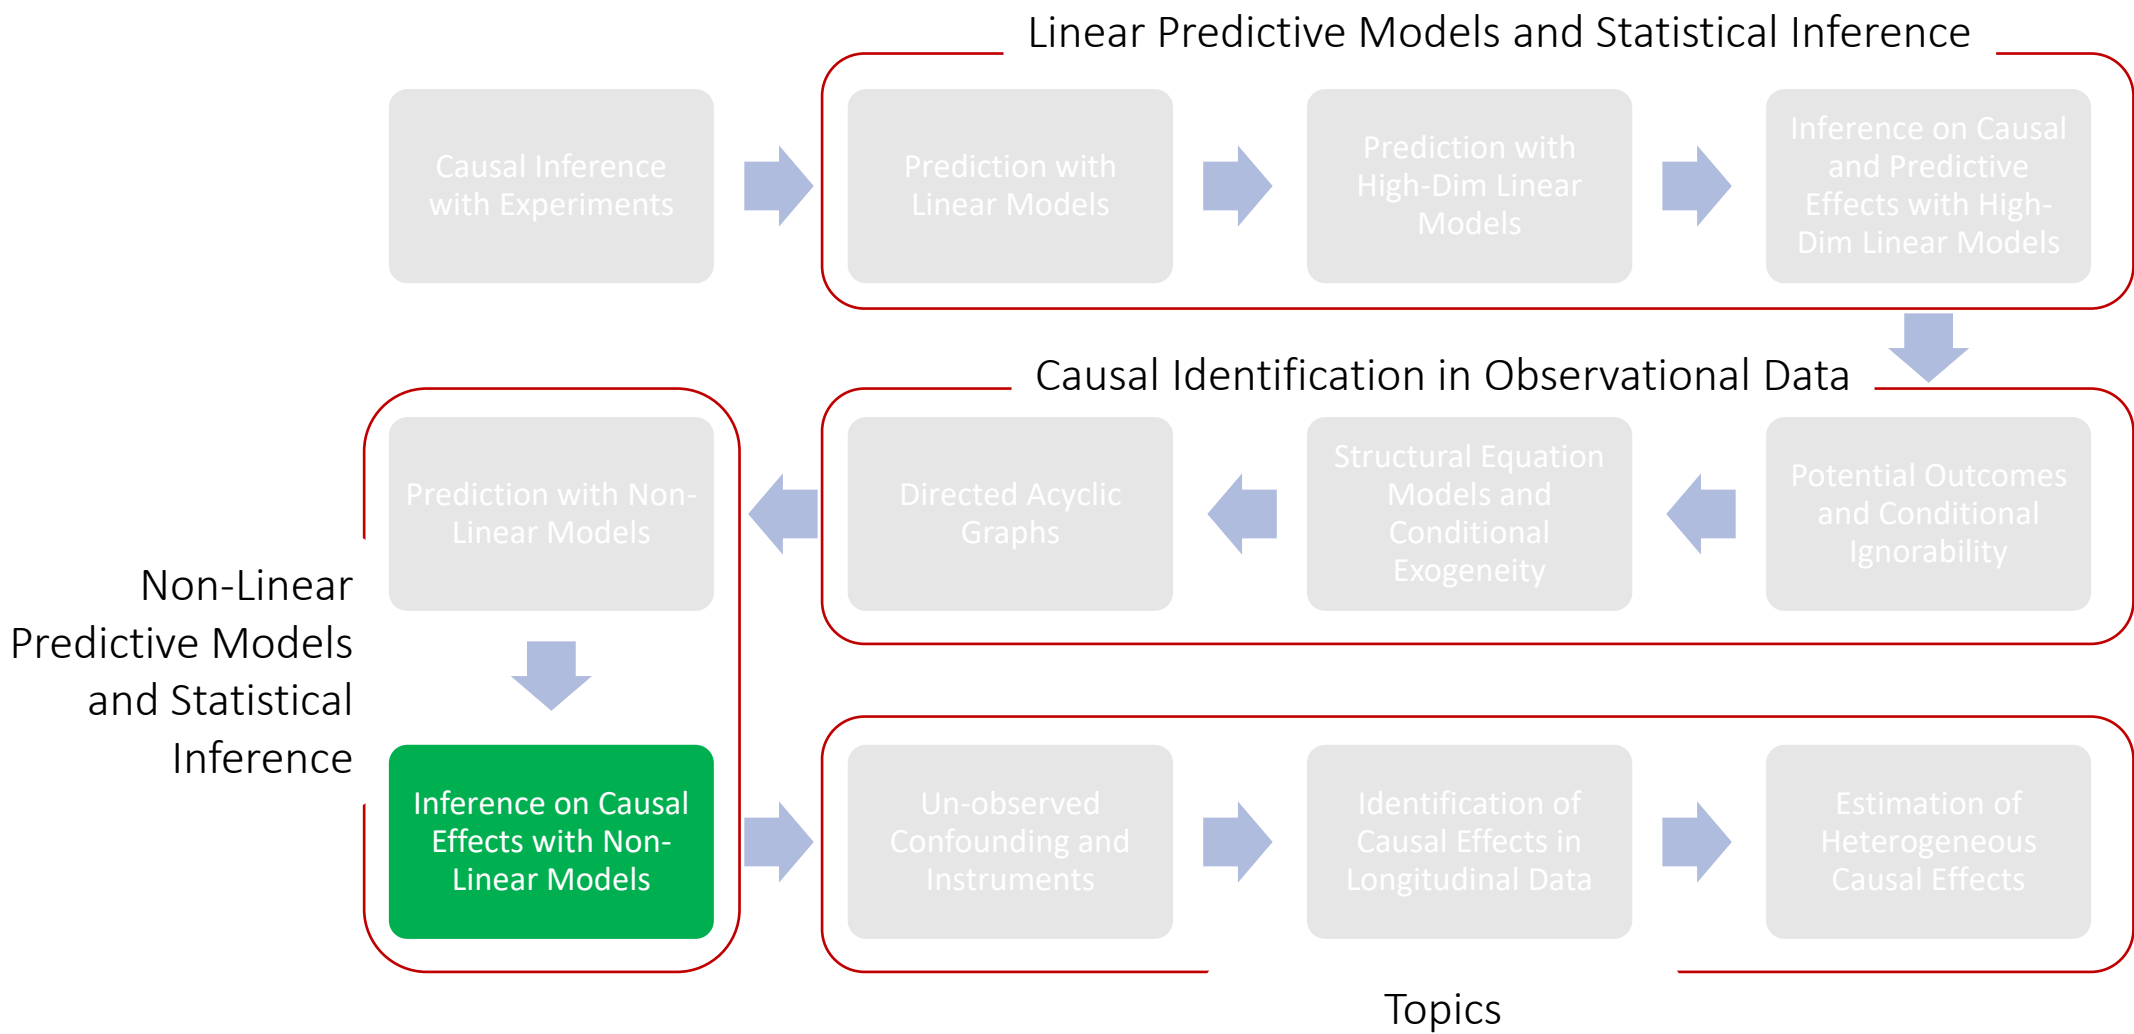 Linear Predictive Models and Statistical Inference
Causal Inference
with Experiments
Prediction with
Linear Models
Prediction with
High-Dim Linear
Models
Inference on Causal
and Predictive
Effects with High-
Dim Linear Models
Causal Identification in Observational Data
Prediction with Non-
Linear Models
Directed Acyclic
Graphs
Structural Equation
Models and
Conditional
Exogeneity
Potential Outcomes
and Conditional
Ignorability
Non-Linear
Predictive Models
and Statistical
Inference
Inference on Causal
Effects with Non-
Linear Models
Un-observed
Confounding and
Instruments
Identification of
Causal Effects in
Longitudinal Data
Estimation of
Heterogeneous
Causal Effects
Topics